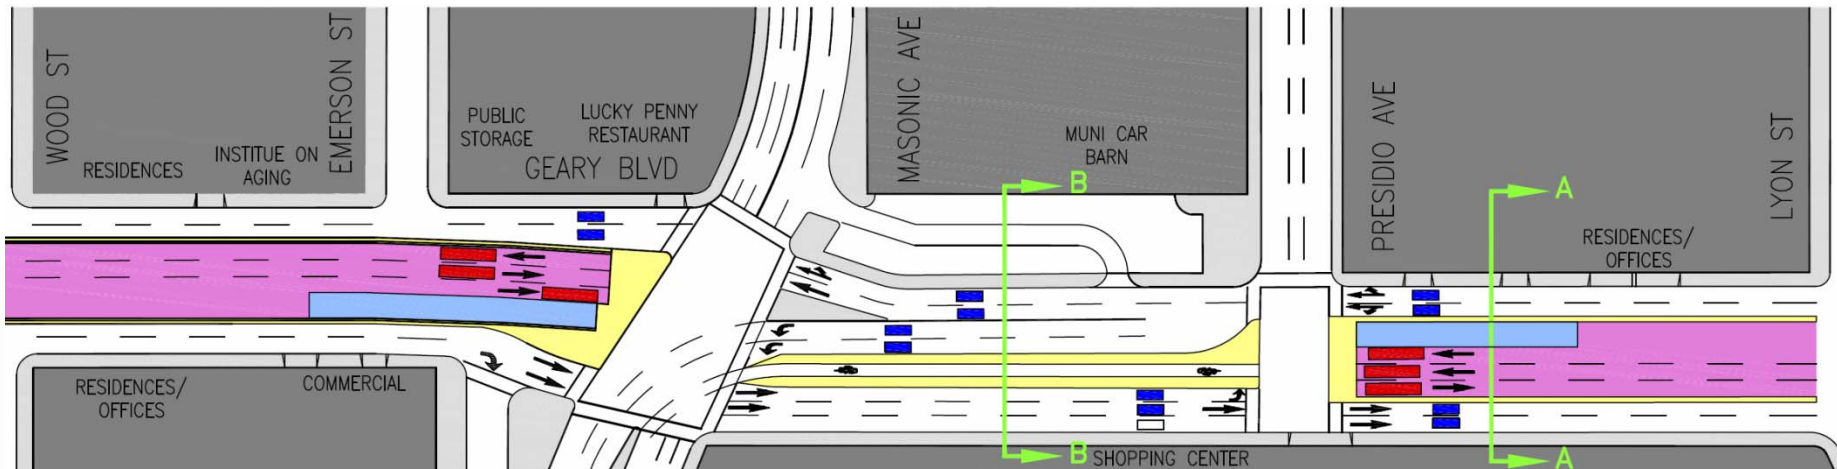 WOOD ST
RESIDENCES
INSTITUE ON
AGING
EMERSON ST
PUBLIC
STORAGE
LUCKY PENNY
RESTAURANT
GEARY BLVD
MASONIC AVE
MUNI CAR
BARN
B
PRESIDIO AVE
A
RESIDENCES/
OFFICES
LYON ST
RESIDENCES/
OFFICES
COMMERCIAL
B
SHOPPING CENTER
A